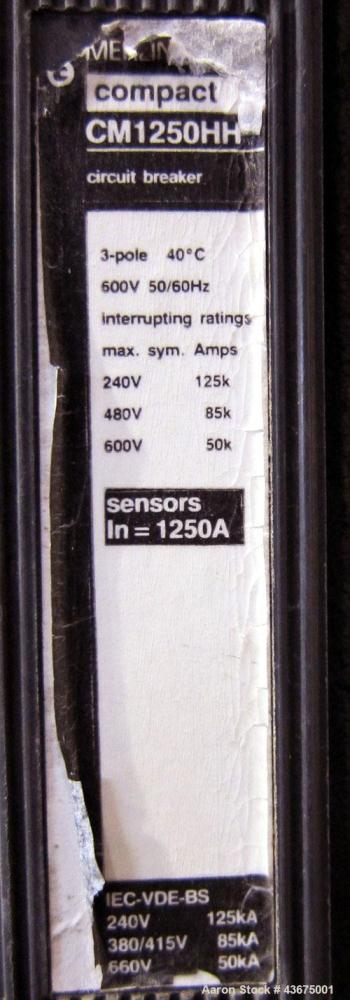 compact
CM1250HH
circuit breaker
3-pole 40°C
600V 50/60Hz
interrupting ratings
max. sym. Amps
240V 125k
480V 85k
600V 50k
sensors
In = 1250A
IEC-VDE-BS
240V 125kA
380/415V 85kA
660V 50kA
Aaron Stock # 43675001